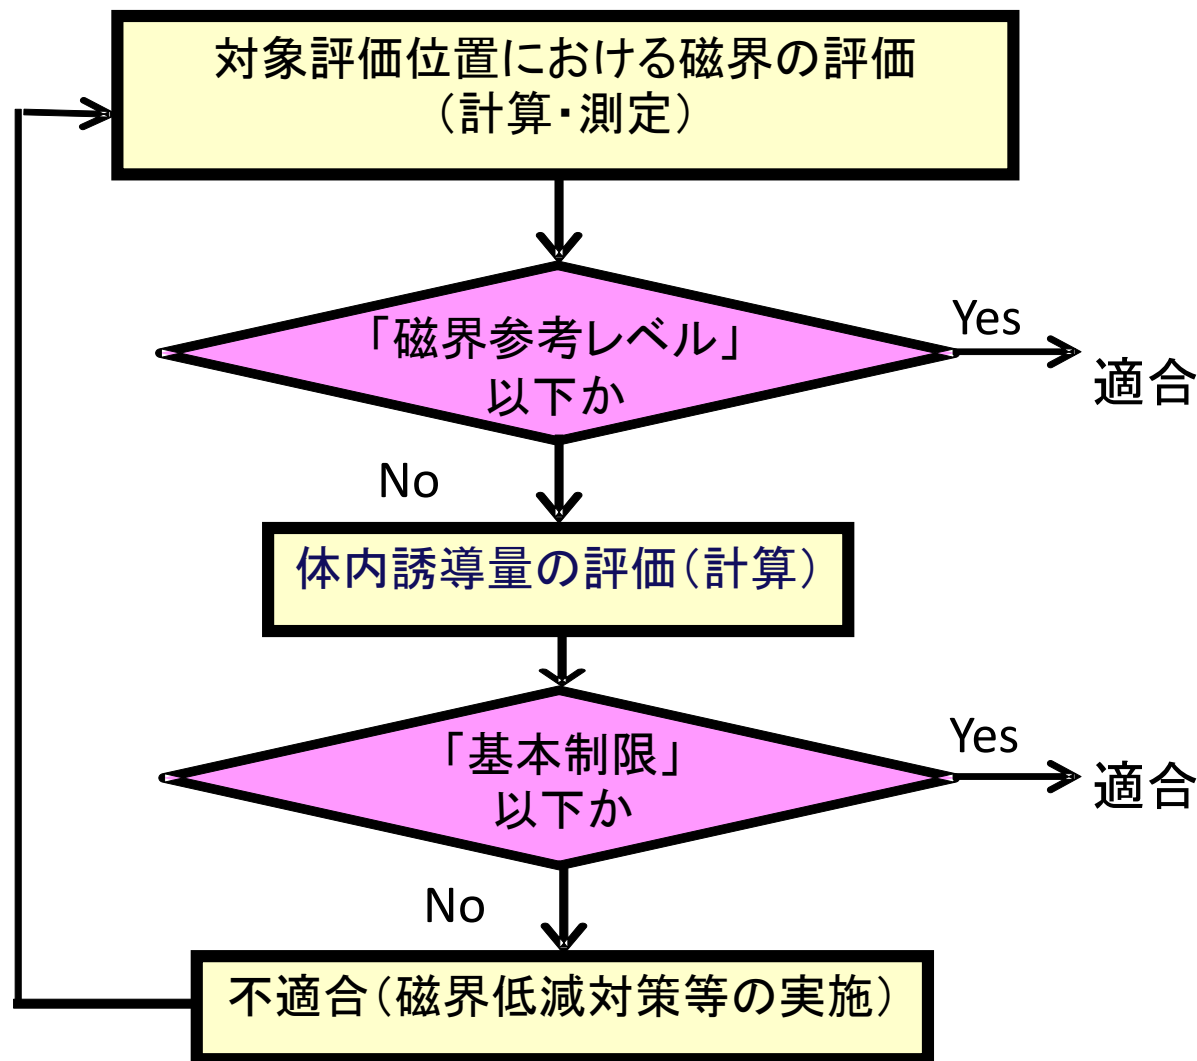 対象評価位置における磁界の評価
（計算・測定）
「磁界参考レベル」
以下か
Yes
適合
No
体内誘導量の評価（計算）
「基本制限」
以下か
Yes
適合
No
不適合（磁界低減対策等の実施）